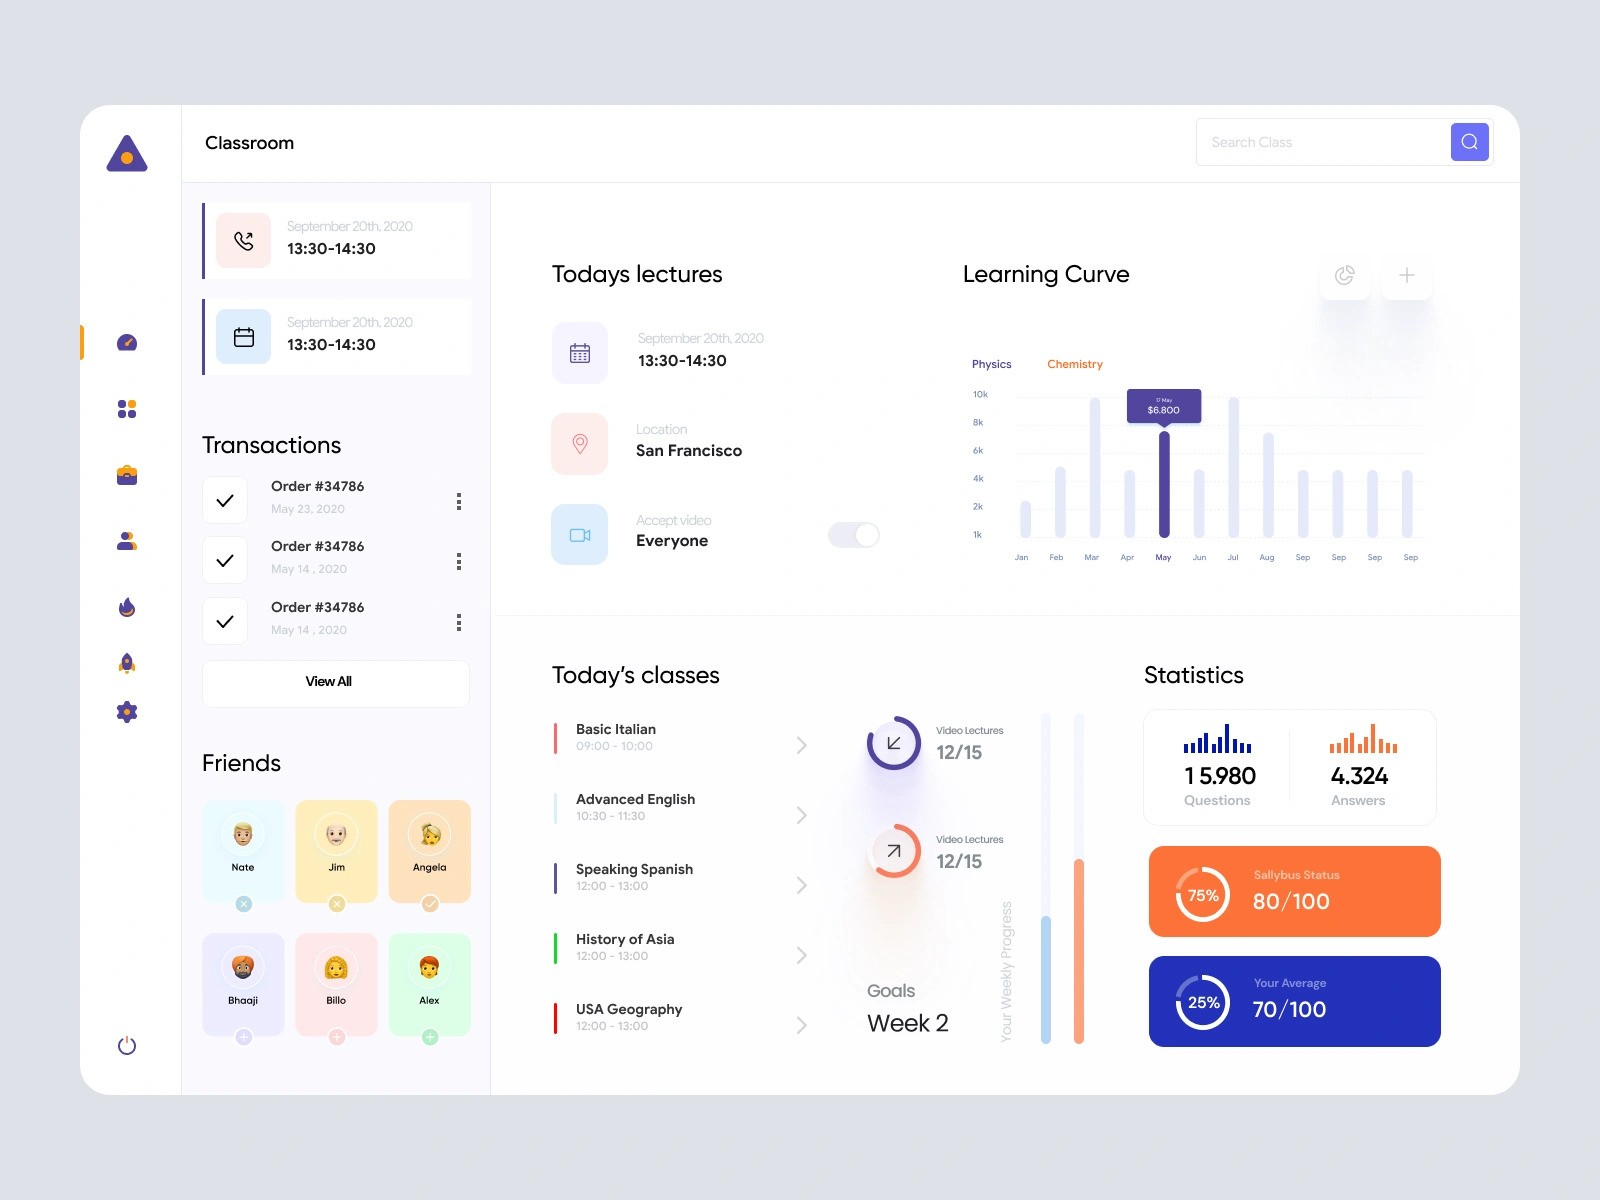 Classroom
Search Class
September 20th, 2020
13:30-14:30
September 20th, 2020
13:30-14:30
Transactions
Order #34786
May 23, 2020
Order #34786
May 14 , 2020
Order #34786
May 14 , 2020
View All
Friends
Nate
Jim
Angela
Bhaaji
Billo
Alex
Todays lectures
September 20th, 2020
13:30-14:30
Location
San Francisco
Accept video
Everyone
Learning Curve
Physics
Chemistry
10k
8k
6k
4k
2k
1k
17 May
$6.800
Jan
Feb
Mar
Apr
May
Jun
Jul
Aug
Sep
Sep
Sep
Sep
Today’s classes
Basic Italian
09:00 - 10:00
Advanced English
10:30 - 11:30
Speaking Spanish
12:00 - 13:00
History of Asia
12:00 - 13:00
USA Geography
12:00 - 13:00
Video Lectures
12/15
Video Lectures
12/15
Goals
Week 2
Your Weekly Progress
Statistics
1 5.980
Questions
4.324
Answers
75%
Sallybus Status
80/100
25%
Your Average
70/100